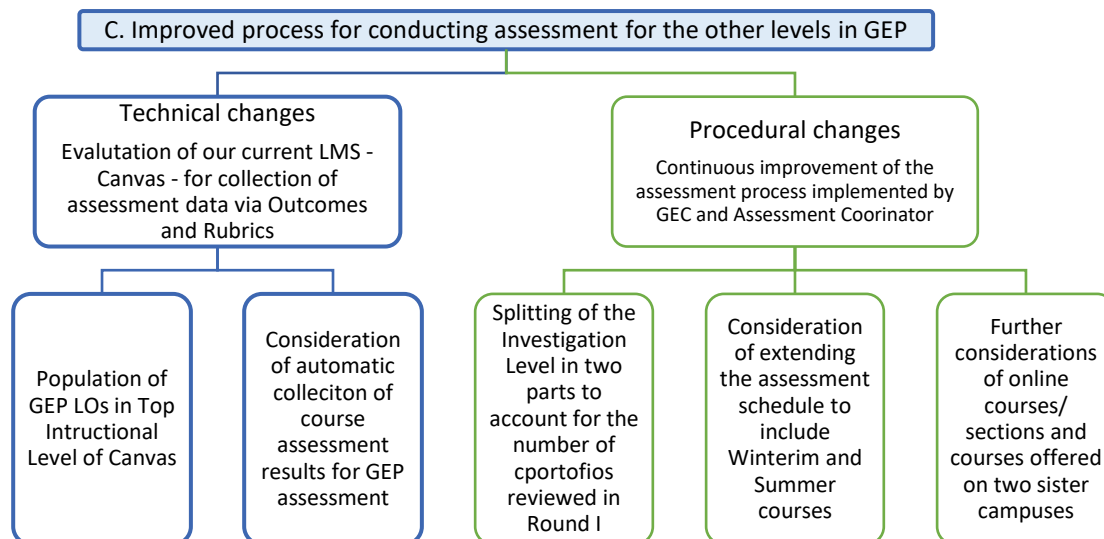 C. Improved process for conducting assessment for the other levels in GEP
Technical changes
Evalutation of our current LMS -
Canvas - for collection of
assessment data via Outcomes
and Rubrics
Procedural changes
Continuous improvement of the
assessment process implemented by
GEC and Assessment Coorinator
Population of
GEP LOs in Top
Intructional
Level of Canvas
Consideration
of automatic
colleciton of
course
assessment
results for GEP
assessment
Splitting of the
Investigation
Level in two
parts to
account for the
number of
cportofios
reviewed in
Round I
Consideration
of extending
the assessment
schedule to
include
Winterim and
Summer
courses
Further
considerations
of online
courses/
sections and
courses offered
on two sister
campuses